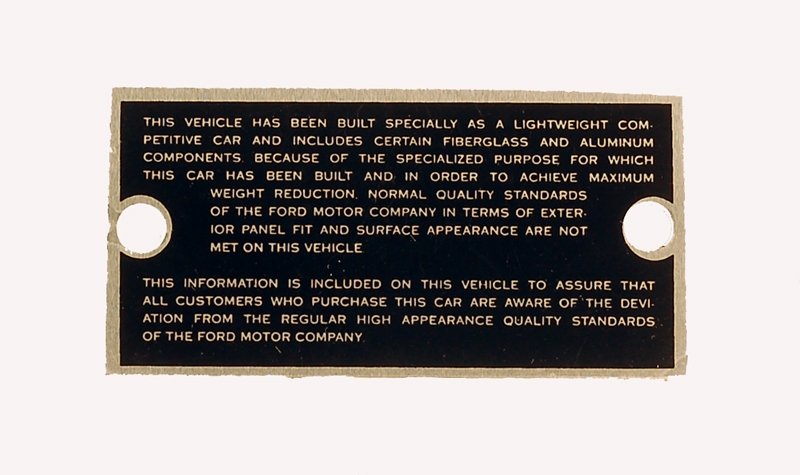 THIS VEHICLE HAS BEEN BUILT SPECIALLY AS A LIGHTWEIGHT COM-
PETITIVE CAR AND INCLUDES CERTAIN FIBERGLASS AND ALUMINUM
COMPONENTS. BECAUSE OF THE SPECIALIZED PURPOSE FOR WHICH
THIS CAR HAS BEEN BUILT AND IN ORDER TO ACHIEVE MAXIMUM
WEIGHT REDUCTION, NORMAL QUALITY STANDARDS
OF THE FORD MOTOR COMPANY IN TERMS OF EXTER-
IOR PANEL FIT AND SURFACE APPEARANCE ARE NOT
MET ON THIS VEHICLE.
THIS INFORMATION IS INCLUDED ON THIS VEHICLE TO ASSURE THAT
ALL CUSTOMERS WHO PURCHASE THIS CAR ARE AWARE OF THE DEVI-
ATION FROM THE REGULAR HIGH APPEARANCE QUALITY STANDARDS
OF THE FORD MOTOR COMPANY.